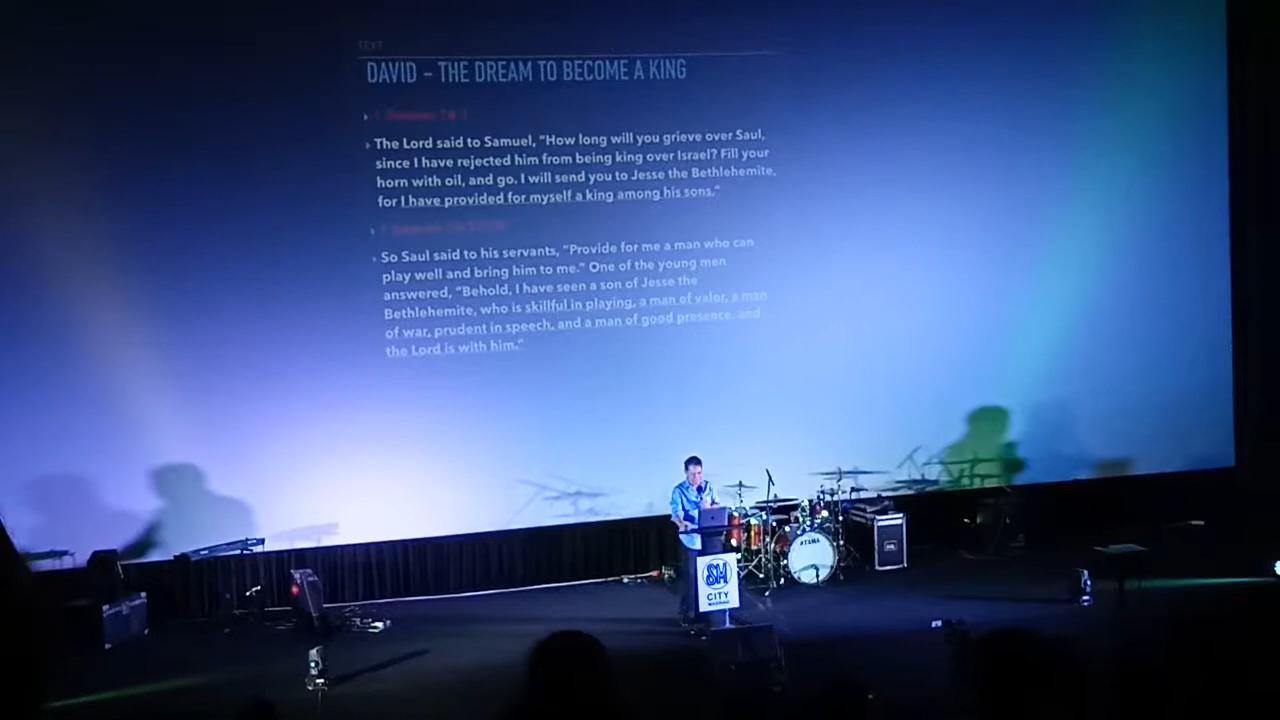 TEXT
DAVID – THE DREAM TO BECOME A KING
The Lord said to Samuel, "How long will you grieve over Saul,
since I have rejected him from being king over Israel? Fill your
horn with oil, and go. I will send you to Jesse the Bethlehemite,
for I have provided for myself a king among his sons."
So Saul said to his servants, "Provide for me a man who can
play well and bring him to me." One of the young men
answered, "Behold, I have seen a son of Jesse the
Bethlehemite, who is skillful in playing, a man of valor, a man
of war, prudent in speech, and a man of good presence, and
the Lord is with him."
TAMA
SM
CITY